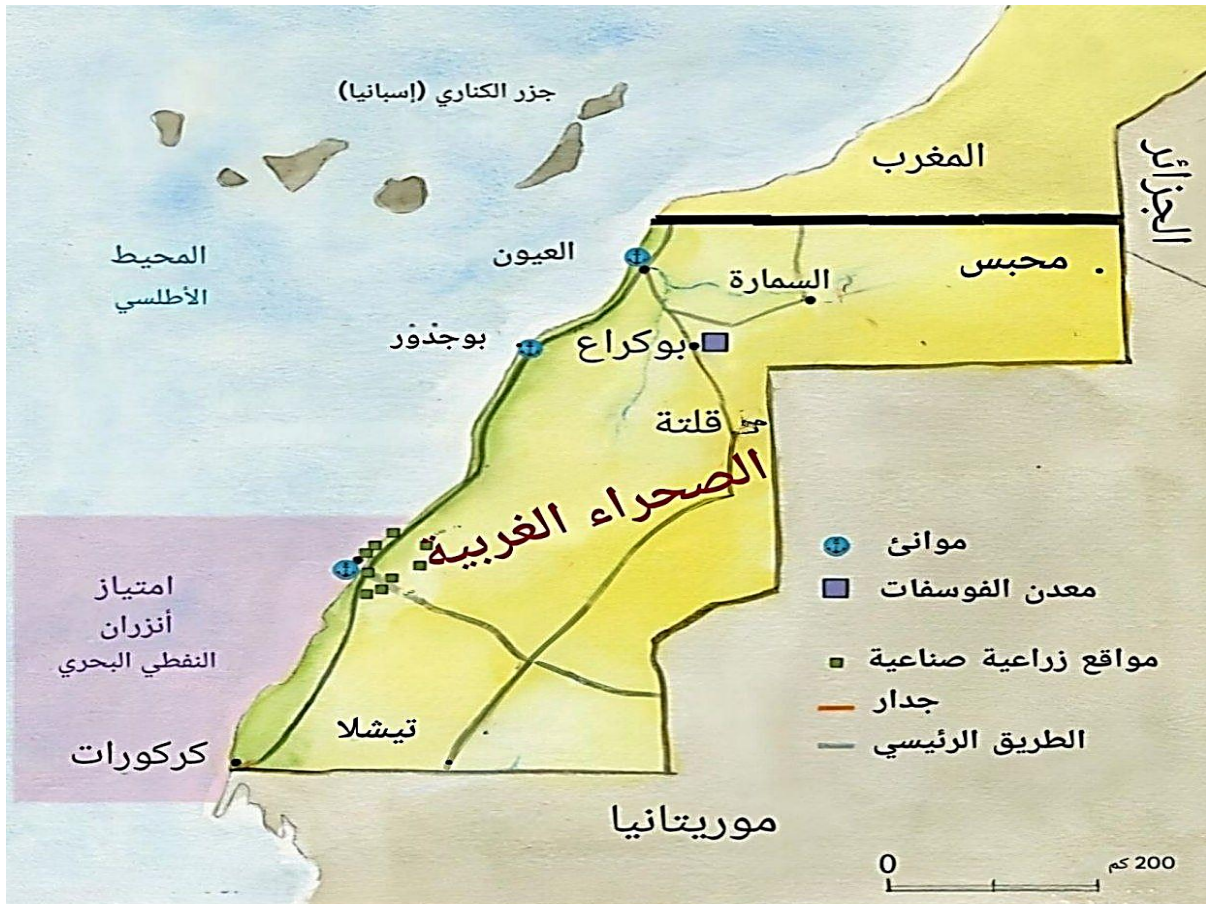 جزر الكناري (إسبانيا)
المغرب
الجزائر
المحيط
الأطلسي
العيون
السمارة
محبس
بوجذور
بوكراع
قلتة
الصحراء الغربية
امتياز
أنزران
النفطي البحري
موانئ
معدن الفوسفات
مواقع زراعية صناعية
جدار
الطريق الرئيسي
تيشلا
كركورات
موريتانيا
0
200 كم